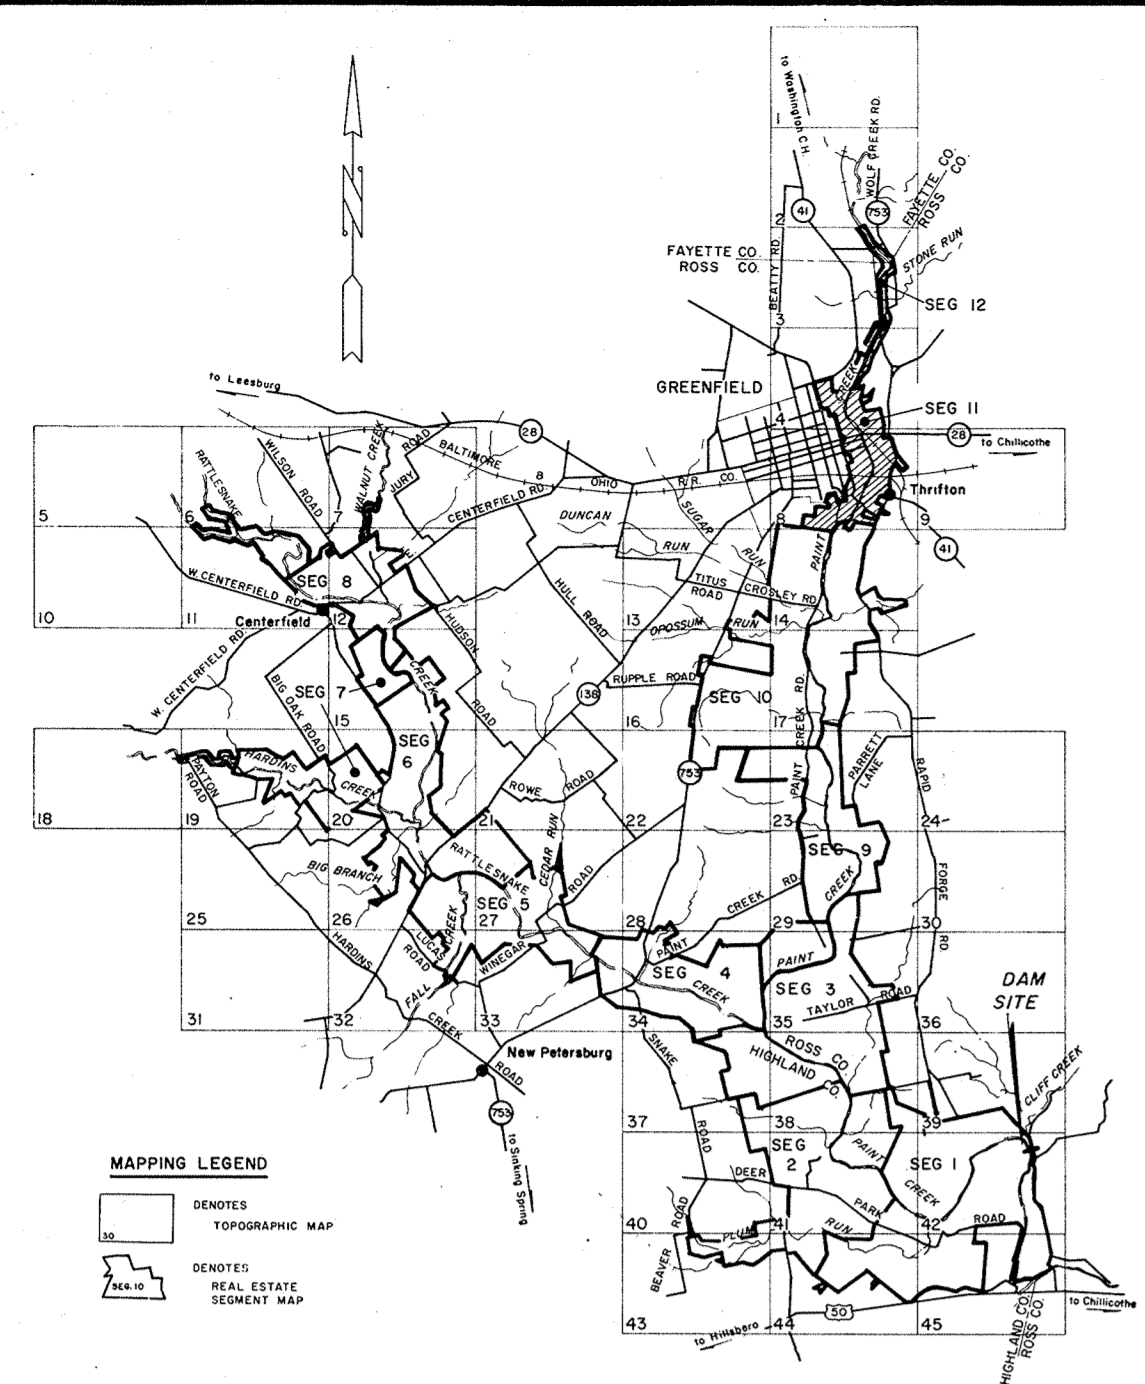 to Washington C.H.
1
WOLF CREEK RD.
FAYETTE CO.
ROSS CO.
41
753
2
FAYETTE CO.
ROSS CO.
BEATTY RD.
STONE RUN
SEG 12
3
N
to Leesburg
GREENFIELD
CREEK
4
SEG 11
28
to Chillicothe
28
BALTIMORE
8
OHIO
R.R. CO.
WILSON ROAD
WALNUT CREEK
JURY ROAD
RATTLESNAKE
CENTERFIELD RD.
Thrifton
5
6
7
8
9
DUNCAN
RUN
SUGAR
RUN
PAINT
41
W. CENTERFIELD RD.
SEG 8
TITUS
ROAD
CROSLEY RD.
HULL ROAD
10
11
Centerfield
12
13
14
OPOSSUM
RUN
HUDSON
ROAD
W. CENTERFIELD RD.
BIG OAK ROAD
SEG 7
CREEK
138
RUPPLE ROAD
SEG 10
CREEK RD.
15
16
17
SEG
6
PARRETT
LANE
RAPID
FORGE
RD.
HARDINS
CREEK
PAYTON
ROAD
753
PAINT
ROWE ROAD
18
19
20
21
22
23
24
CEDAR RUN
ROAD
BIG BRANCH
RATTLESNAKE
SEG 9
CREEK
SEG 5
CREEK RD.
25
26
27
28
29
30
HARDINS
LUCAS
ROAD
CREEK
WINEGAR
PAINT
SEG 4
CREEK
PAINT
SEG 3
TAYLOR ROAD
DAM
SITE
FALL
CREEK
31
32
33
34
35
36
New Petersburg
ROAD
SNAKE
ROAD
ROSS CO.
HIGHLAND CO.
CLIFF CREEK
753
to Sinking Spring
37
38
39
SEG
2
PAINT
SEG 1
CREEK
DEER
PARK
ROAD
40
41
42
PLUM
RUN
BEAVER
ROAD
MAPPING LEGEND
30
DENOTES
TOPOGRAPHIC MAP
SEG. 10
DENOTES
REAL ESTATE
SEGMENT MAP
50
to Chillicothe
to Hillsboro
43
44
45
HIGHLAND CO.
ROSS CO.